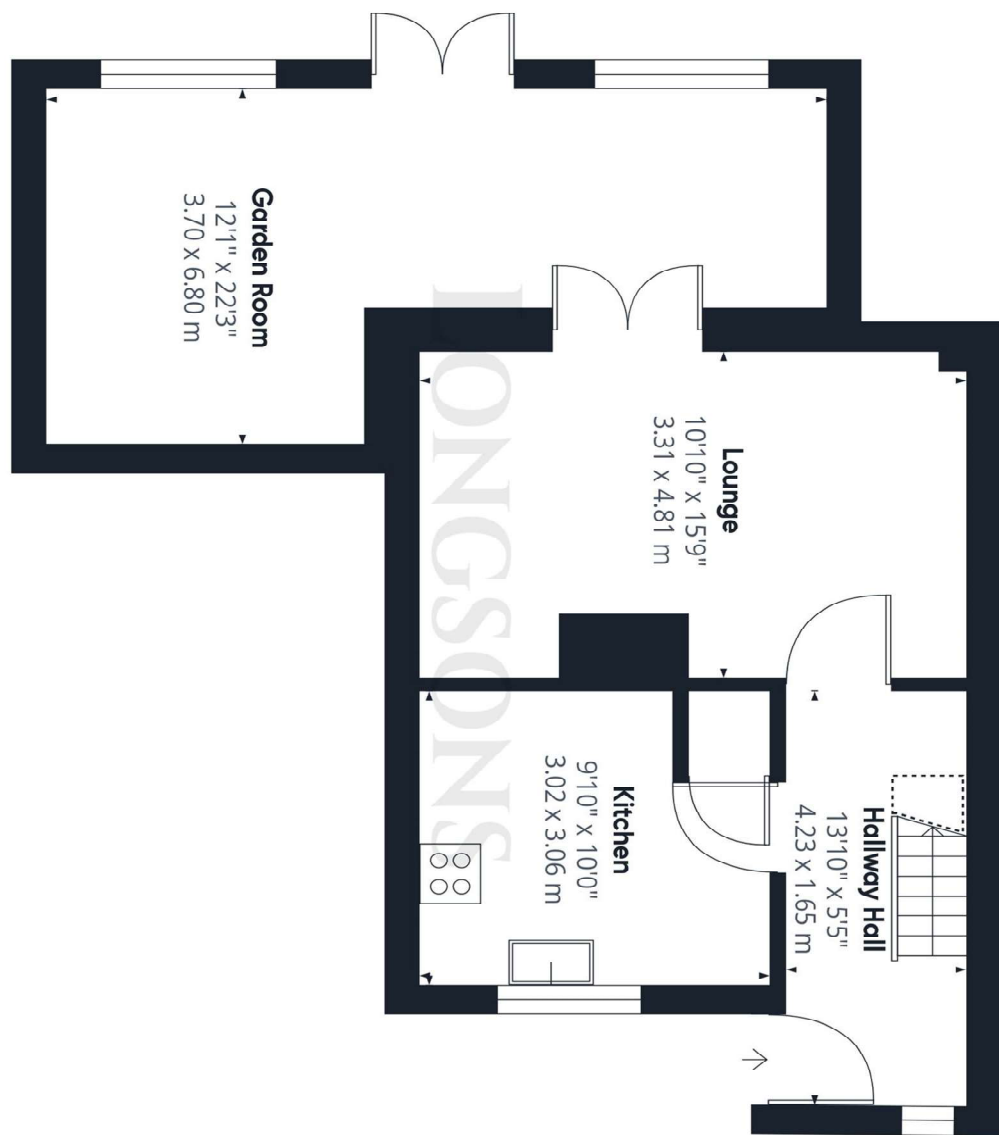 Garden Room
12'1" x 22'3"
3.70 x 6.80 m
Lounge
10'10" x 15'9"
3.31 x 4.81 m
Kitchen
9'10" x 10'0"
3.02 x 3.06 m
Hallway Hall
13'10" x 5'5"
4.23 x 1.65 m
LONGSONS